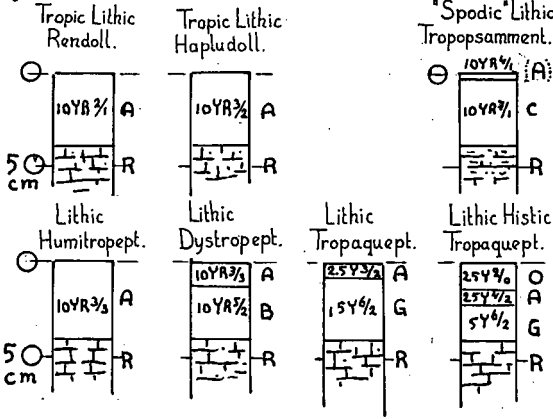 Tropic Lithic
Rendoll.
Tropic Lithic
Hapludoll.
"Spodic" Lithic
Tropopsamment.
10YR 3/1 A
R
5
cm
10YR 3/2 A
R
10YR 4/1 (A)
10YR 7/1 C
R
Lithic
Humitropept.
Lithic
Dystropept.
Lithic
Tropaquept.
Lithic Histic
Tropaquept.
10YR 3/3 A
R
5
cm
10YR 3/3 A
10YR 5/2 B
R
2.5Y 3/2 A
5Y 6/2 G
R
2.5Y 2/0 O
2.5Y 4/2 A
5Y 6/2 G
R